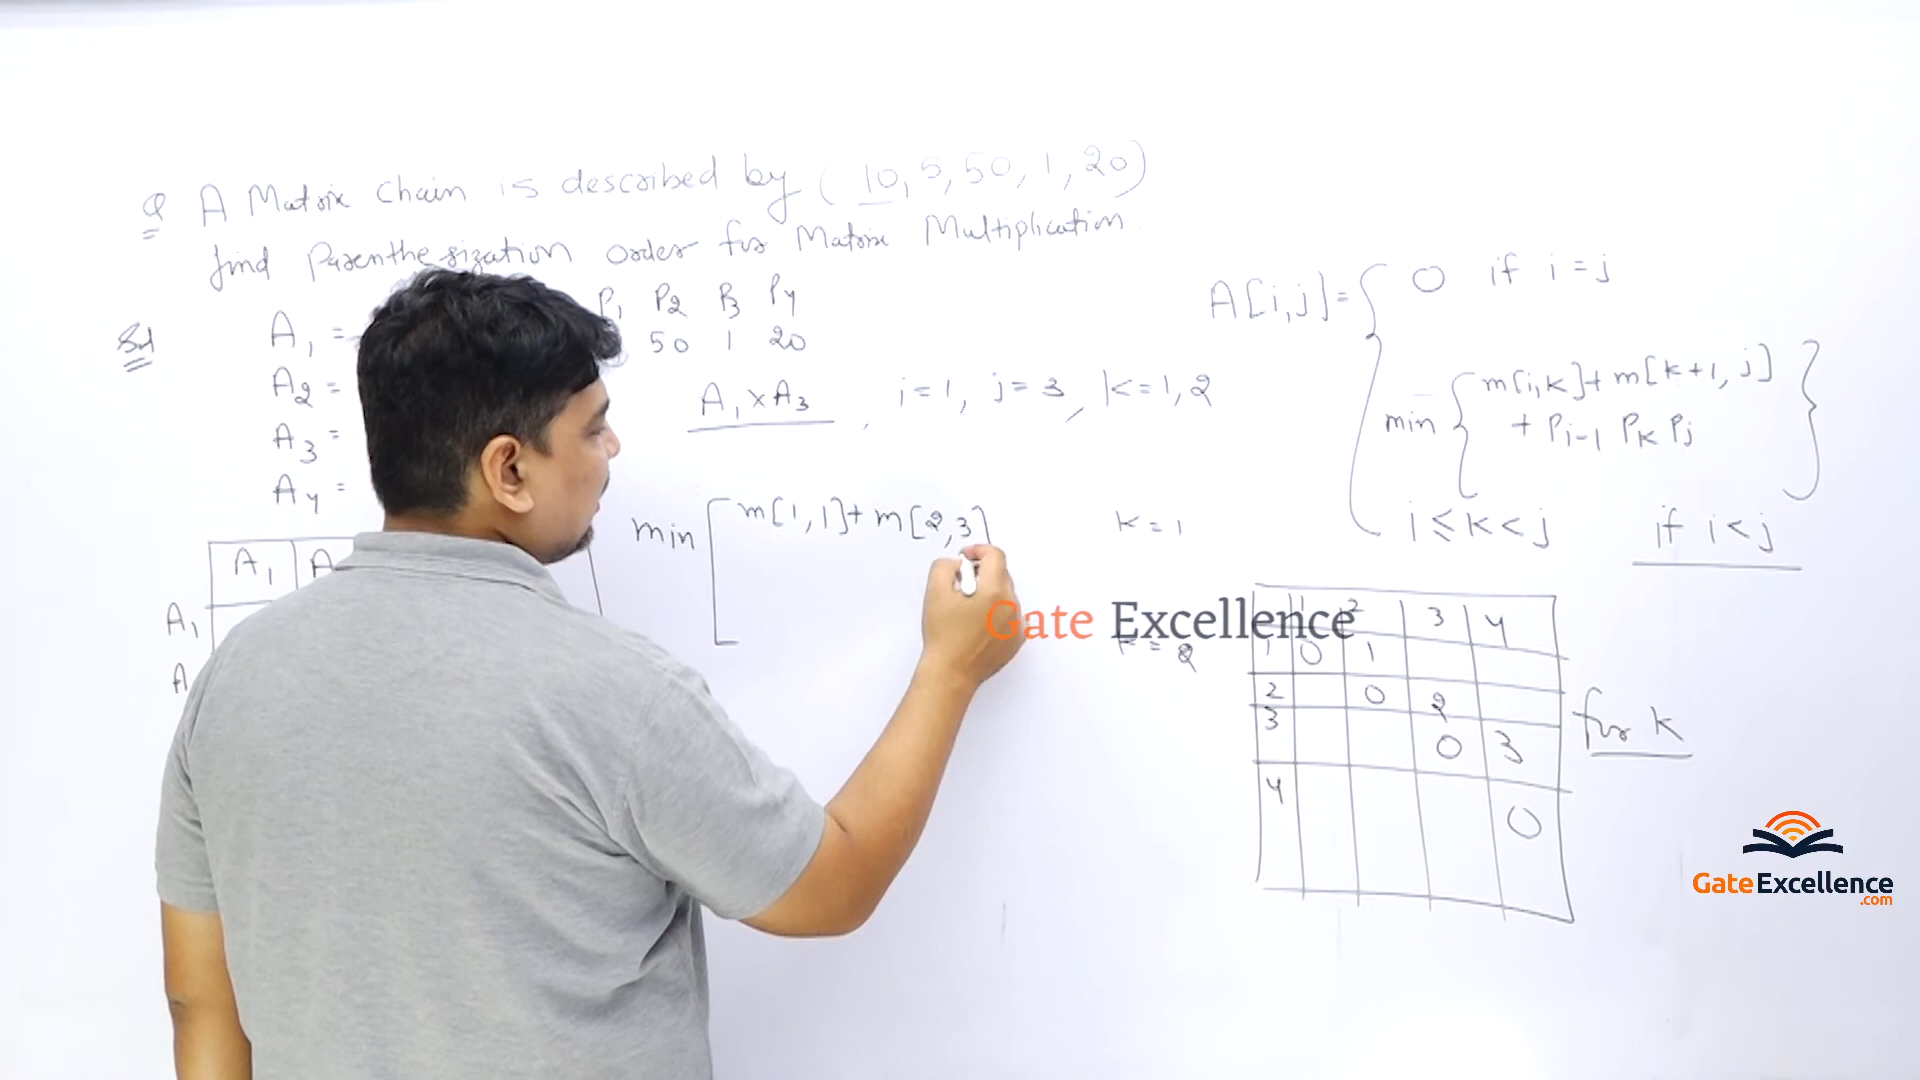 Q A Matrix Chain is described by (10, 5, 50, 1, 20)
find Parenthesization Order for Matrix Multiplication.
Sol
A1 =
A2 =
A3 =
A4 =
P1 P2 P3 P4
50 1 20
A1 x A3 , i=1, j=3, k=1,2
min [ m[1,1] + m[2,3] k=1
k=2
A[i,j] = { 0 if i=j
min { m[i,k] + m[k+1, j]
+ Pi-1 Pk Pj }
i ≤ k < j if i < j
A1 A
A1
A
1 2 3 4
1 0 1
2 0 2
3 0 3
4 0
for k
Gate Excellence
GateExcellence
.com